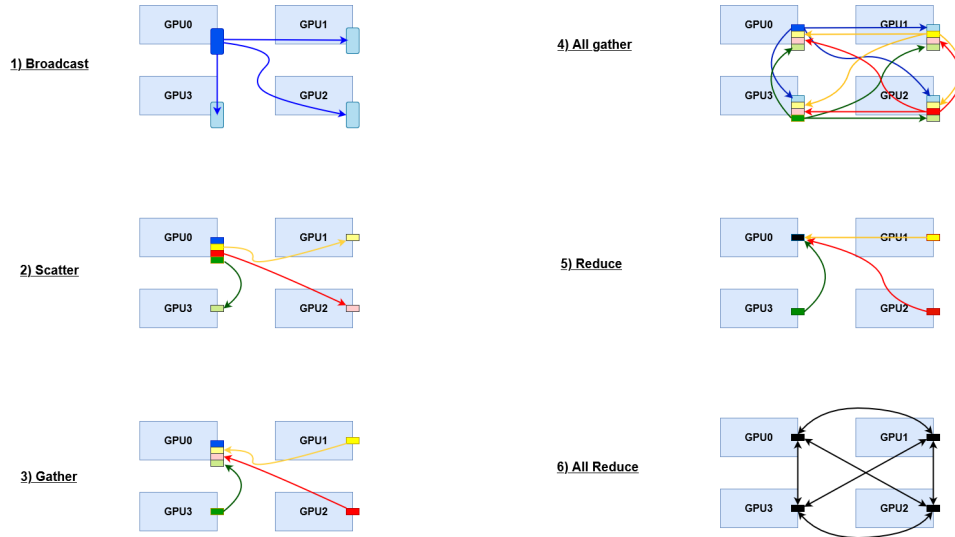 GPU0
GPU1
1) Broadcast
GPU3
GPU2
GPU0
GPU1
4) All gather
GPU3
GPU2
GPU0
GPU1
2) Scatter
GPU3
GPU2
GPU0
GPU1
5) Reduce
GPU3
GPU2
GPU0
GPU1
3) Gather
GPU3
GPU2
GPU0
GPU1
6) All Reduce
GPU3
GPU2